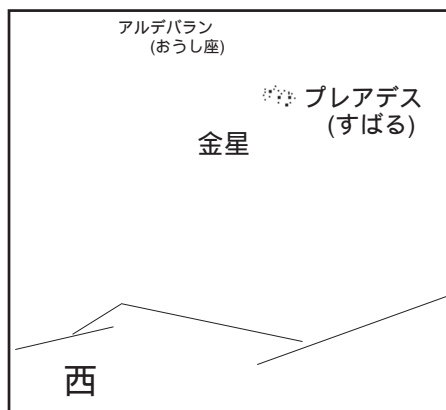 アルデバラン
(おうし座)
プレアデス
(すばる)
金星
西